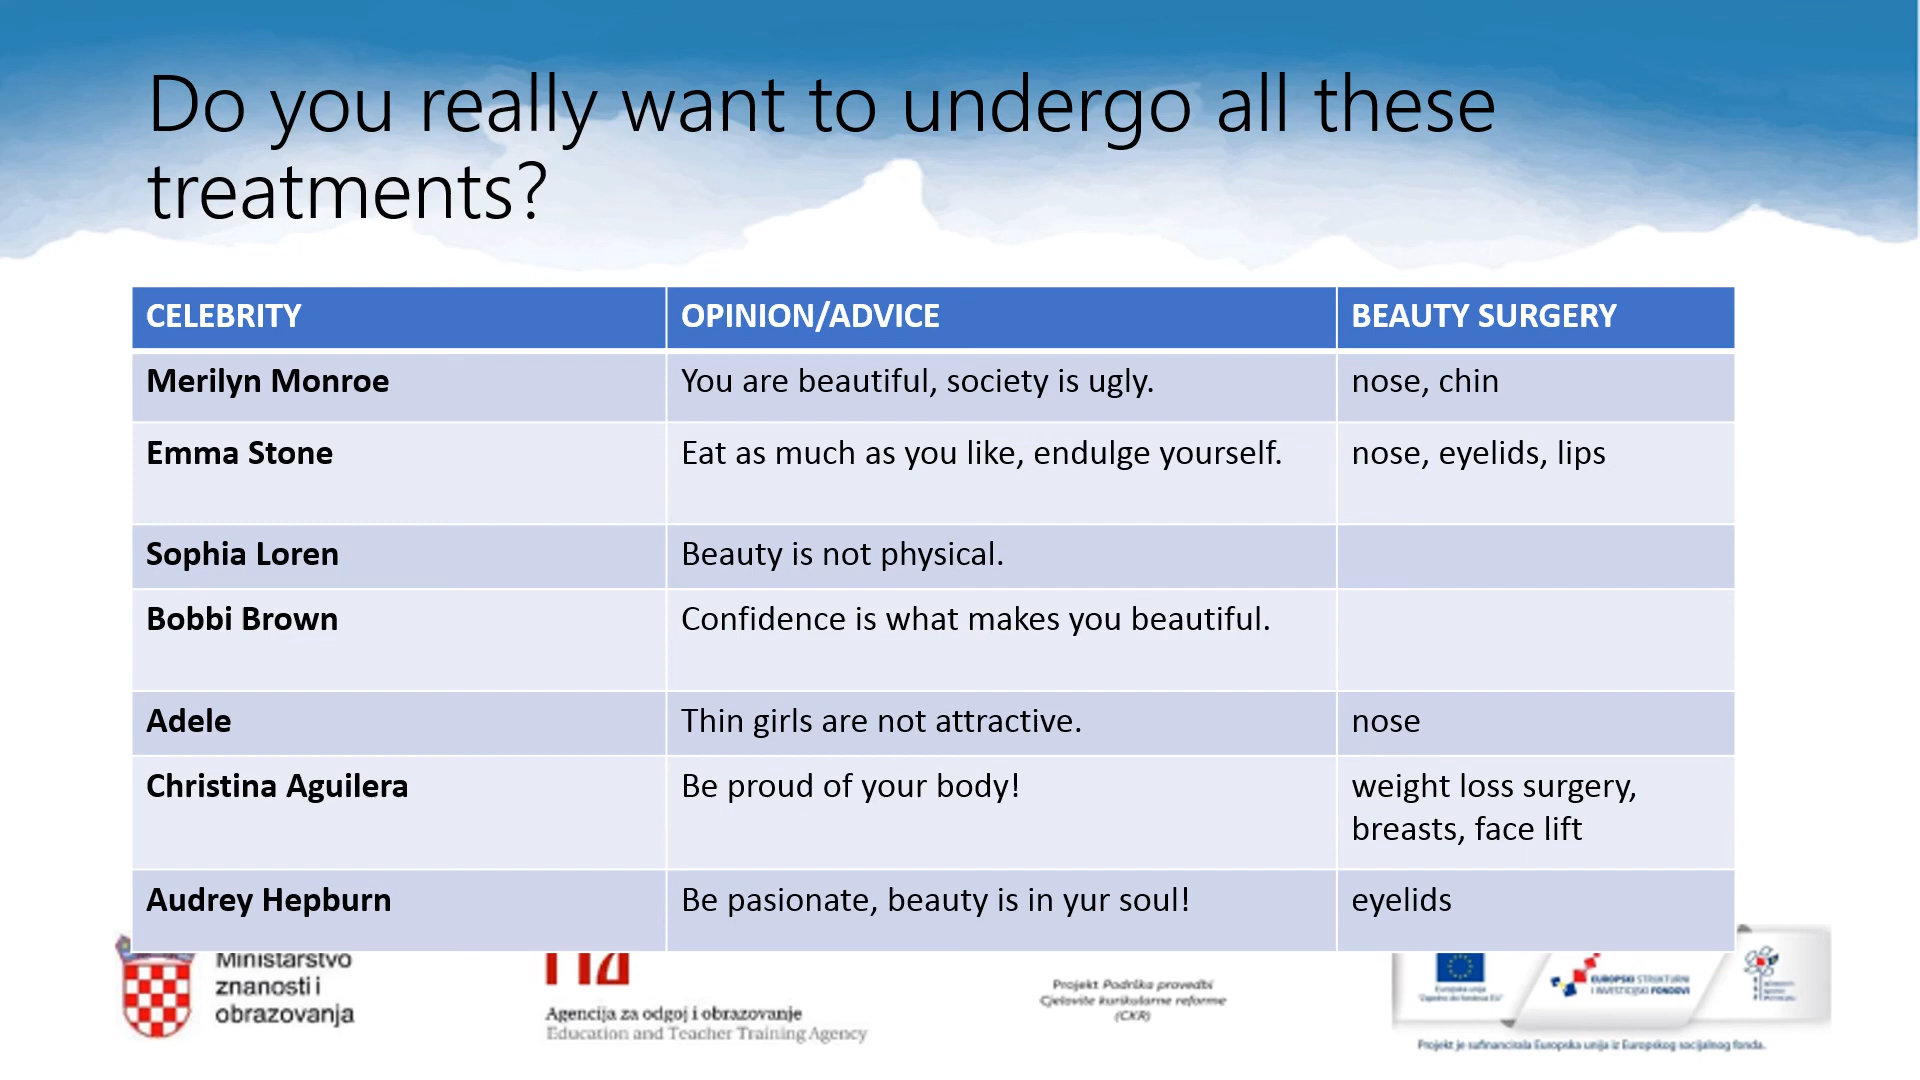 Do you really want to undergo all these
treatments?
CELEBRITY OPINION/ADVICE BEAUTY SURGERY
Merilyn Monroe You are beautiful, society is ugly. nose, chin
Emma Stone Eat as much as you like, endulge yourself. nose, eyelids, lips
Sophia Loren Beauty is not physical.
Bobbi Brown Confidence is what makes you beautiful.
Adele Thin girls are not attractive. nose
Christina Aguilera Be proud of your body! weight loss surgery,
breasts, face lift
Audrey Hepburn Be pasionate, beauty is in yur soul! eyelids
Ministarstvo
znanosti i
obrazovanja
Agencija za odgoj i obrazovanje
Education and Teacher Training Agency
Projekt Podrška provedbi
Cjelovite kurikularne reforme
(CKR)
EUROPSKI STRUKTURNI
I INVESTICIJSKI FONDOVI
Projekt je sufinancirala Europska unija iz Europskog socijalnog fonda.